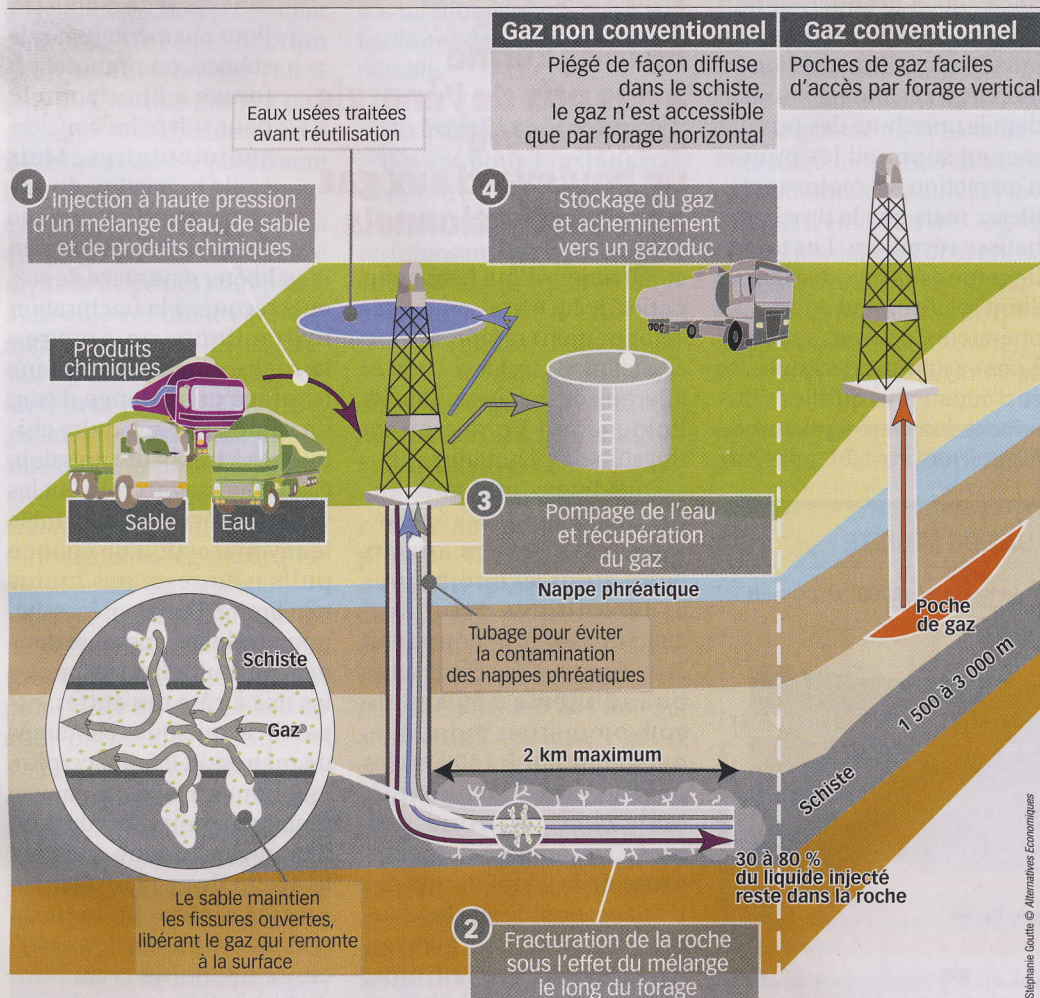 Gaz non conventionnel
Piégé de façon diffuse
dans le schiste,
le gaz n'est accessible
que par forage horizontal
Gaz conventionnel
Poches de gaz faciles
d'accès par forage vertical
Eaux usées traitées
avant réutilisation
1
Injection à haute pression
d'un mélange d'eau, de sable
et de produits chimiques
4
Stockage du gaz
et acheminement
vers un gazoduc
Produits
chimiques
Sable
Eau
3
Pompage de l'eau
et récupération
du gaz
Nappe phréatique
Poche
de gaz
Tubage pour éviter
la contamination
des nappes phréatiques
Schiste
Gaz
1 500 à 3 000 m
2 km maximum
Schiste
30 à 80 %
du liquide injecté
reste dans la roche
Le sable maintien
les fissures ouvertes,
libérant le gaz qui remonte
à la surface
2
Fracturation de la roche
sous l'effet du mélange
le long du forage
Stéphanie Goutte © Alternatives Economiques